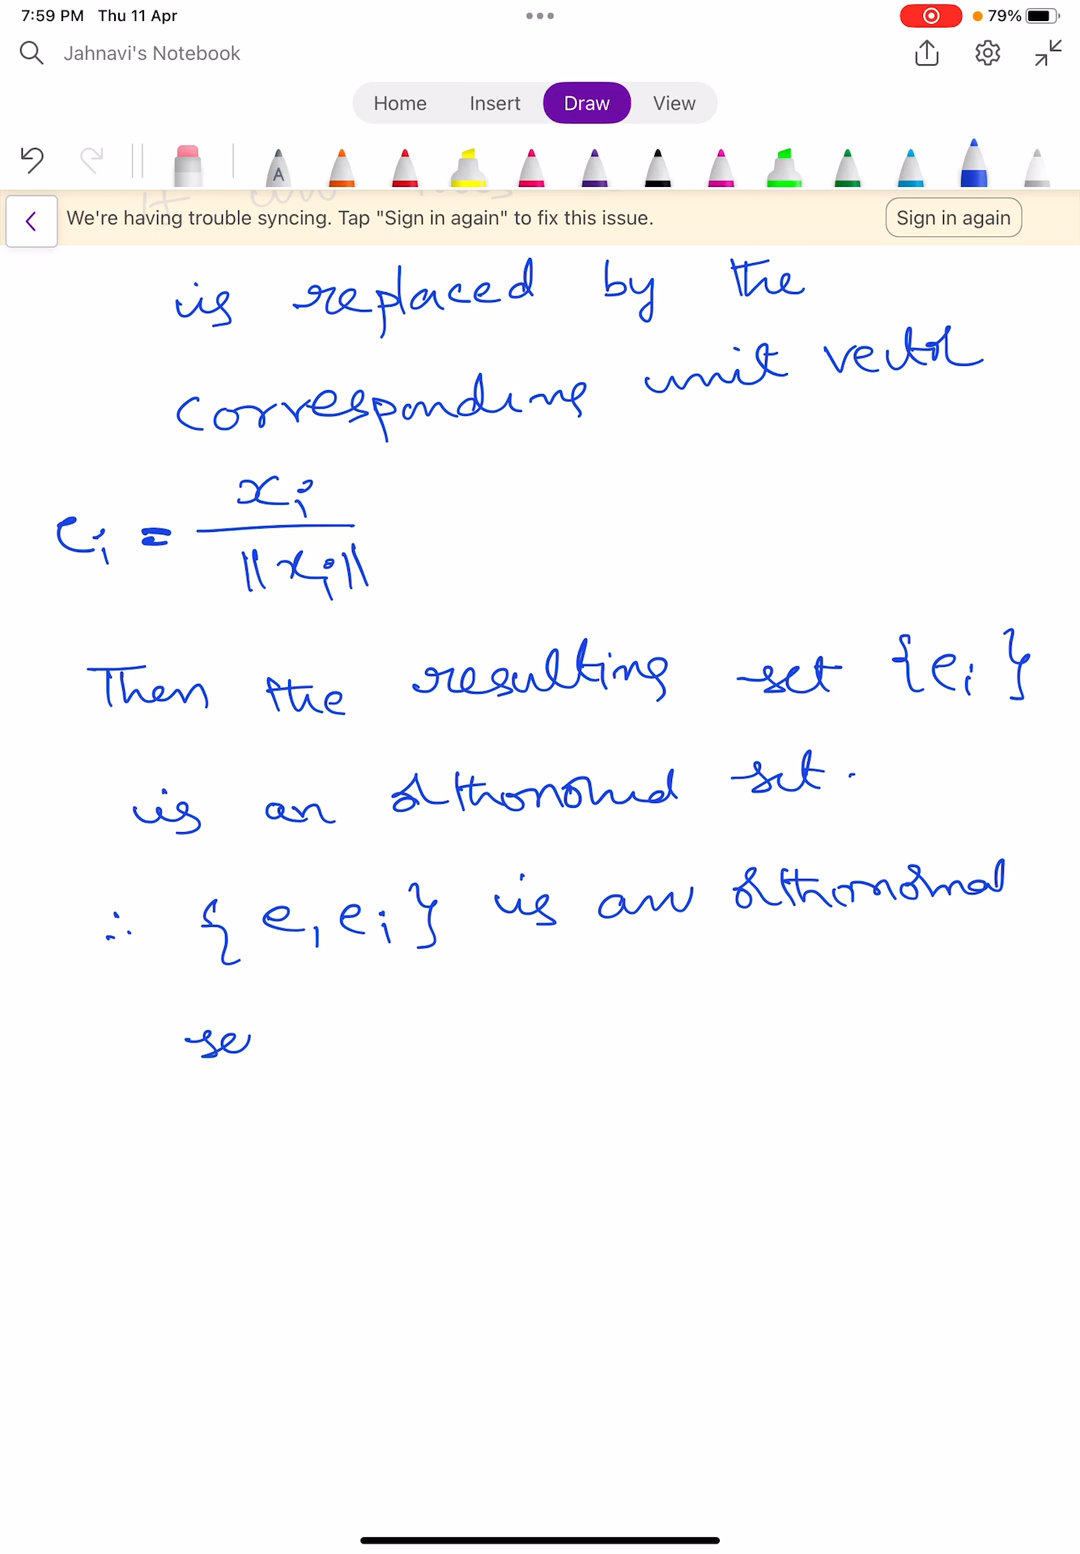 7:59 PM Thu 11 Apr
79%
Jahnavi's Notebook
Home Insert Draw View
A
We're having trouble syncing. Tap "Sign in again" to fix this issue. Sign in again
is replaced by the
corresponding unit vector
eᵢ = xᵢ / ||xᵢ||
Then the resulting set {eᵢ}
is an orthonormal set.
∴ {e, eᵢ} is an orthonormal
se